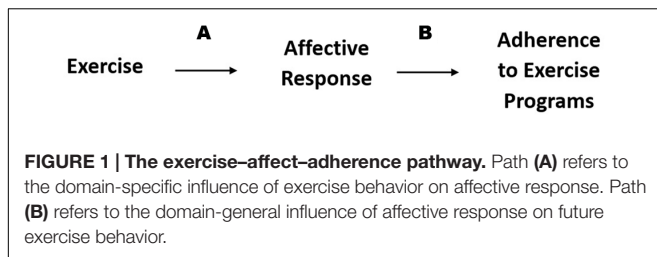 A
B
Exercise
Affective
Response
Adherence
to Exercise
Programs
FIGURE 1 | The exercise–affect–adherence pathway. Path (A) refers to
the domain-specific influence of exercise behavior on affective response. Path
(B) refers to the domain-general influence of affective response on future
exercise behavior.